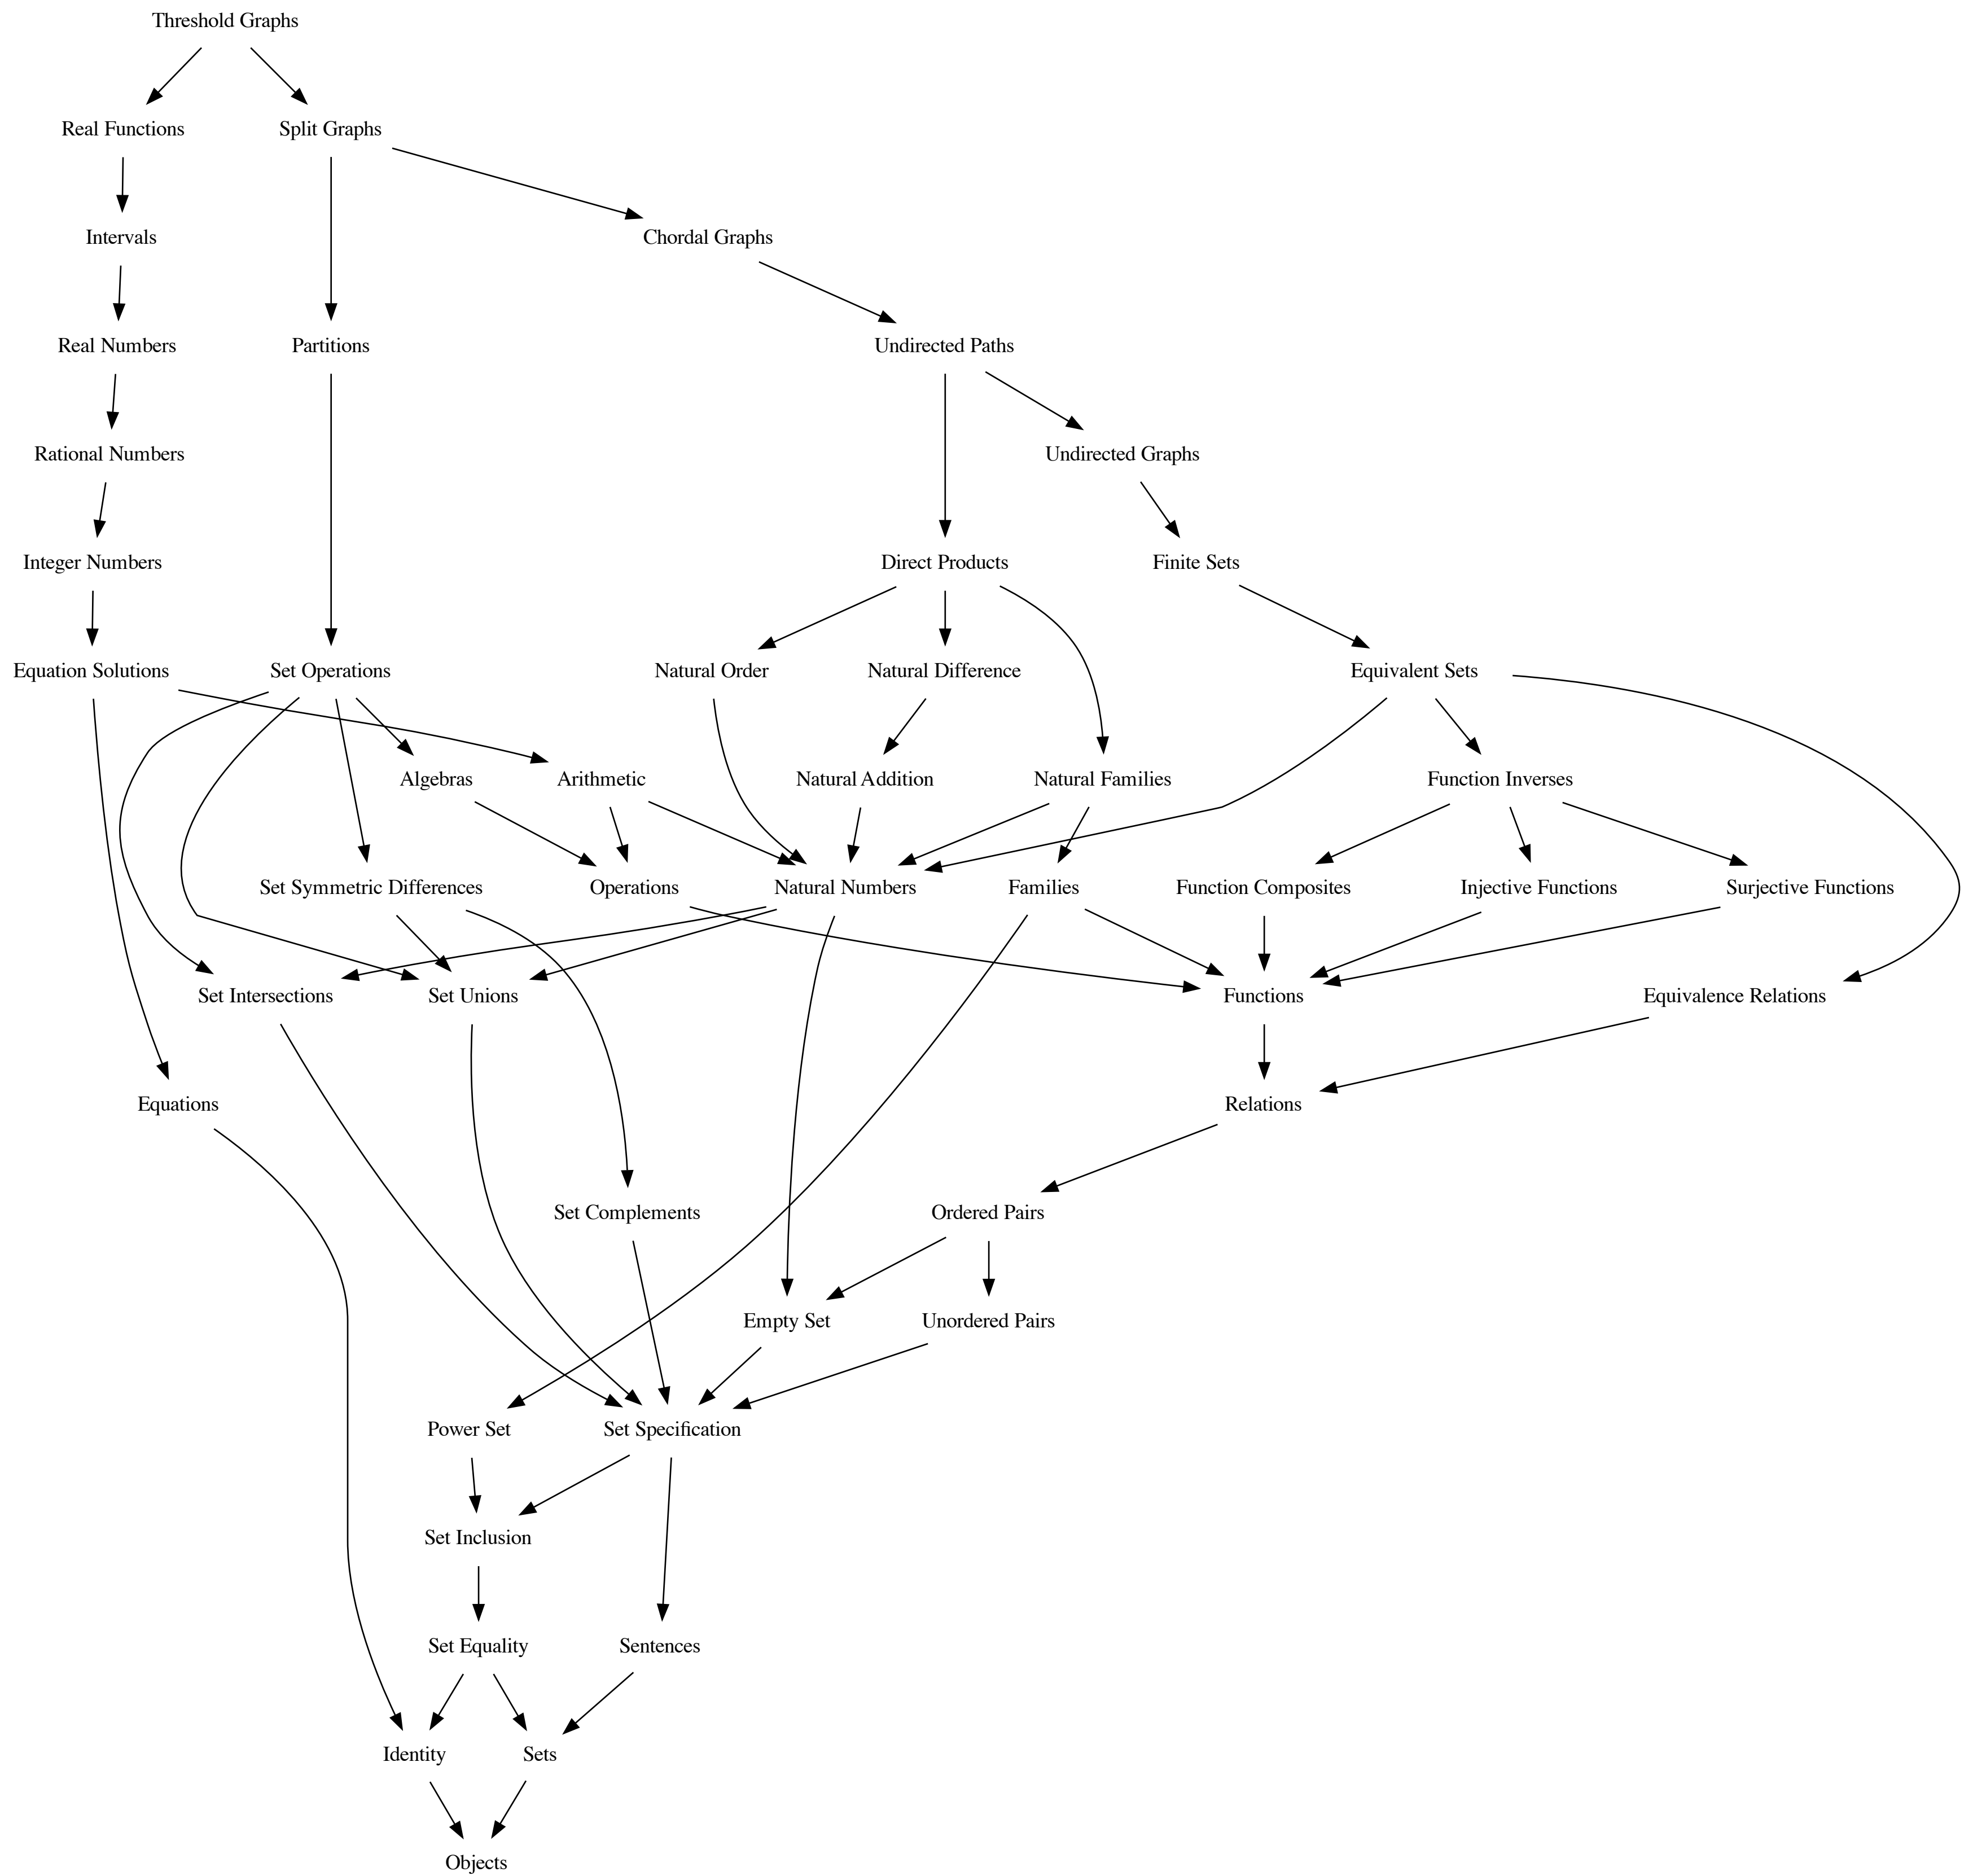 Threshold Graphs
Real Functions
Split Graphs
Intervals
Chordal Graphs
Real Numbers
Partitions
Undirected Paths
Rational Numbers
Undirected Graphs
Integer Numbers
Direct Products
Finite Sets
Equation Solutions
Set Operations
Natural Order
Natural Difference
Equivalent Sets
Algebras
Arithmetic
Natural Addition
Natural Families
Function Inverses
Set Symmetric Differences
Operations
Natural Numbers
Families
Function Composites
Injective Functions
Surjective Functions
Set Intersections
Set Unions
Functions
Equivalence Relations
Equations
Relations
Set Complements
Ordered Pairs
Empty Set
Unordered Pairs
Power Set
Set Specification
Set Inclusion
Set Equality
Sentences
Identity
Sets
Objects